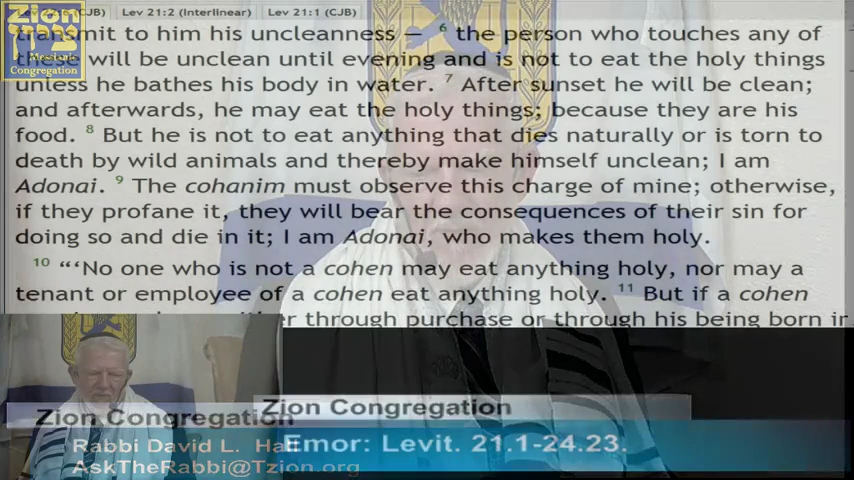 Zion
Messianic
Congregation
Lev 21:2 (Interlinear) Lev 21:1 (CJB)
transmit to him his uncleanness — 6 the person who touches any of
these will be unclean until evening and is not to eat the holy things
unless he bathes his body in water. 7 After sunset he will be clean;
and afterwards, he may eat the holy things; because they are his
food. 8 But he is not to eat anything that dies naturally or is torn to
death by wild animals and thereby make himself unclean; I am
Adonai. 9 The cohanim must observe this charge of mine; otherwise,
if they profane it, they will bear the consequences of their sin for
doing so and die in it; I am Adonai, who makes them holy.
10 “‘No one who is not a cohen may eat anything holy, nor may a
tenant or employee of a cohen eat anything holy. 11 But if a cohen
through purchase or through his being born in
Zion Congregation
Zion Congregation
Rabbi David L.
Emor: Levit. 21.1-24.23.
AskTheRabbi@Tzion.org